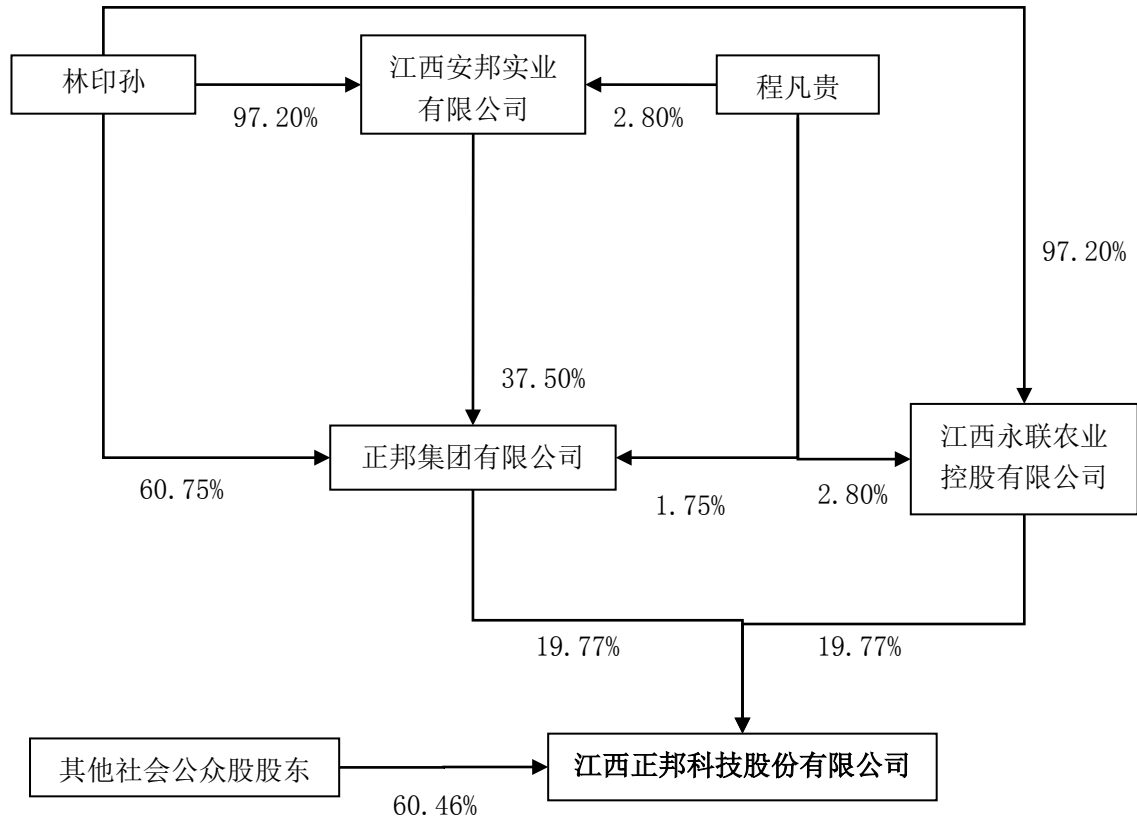 林印孙
江西安邦实业
有限公司
程凡贵
97.20%
2.80%
97.20%
37.50%
正邦集团有限公司
江西永联农业
控股有限公司
60.75%
1.75%
2.80%
19.77%
19.77%
其他社会公众股股东
江西正邦科技股份有限公司
60.46%